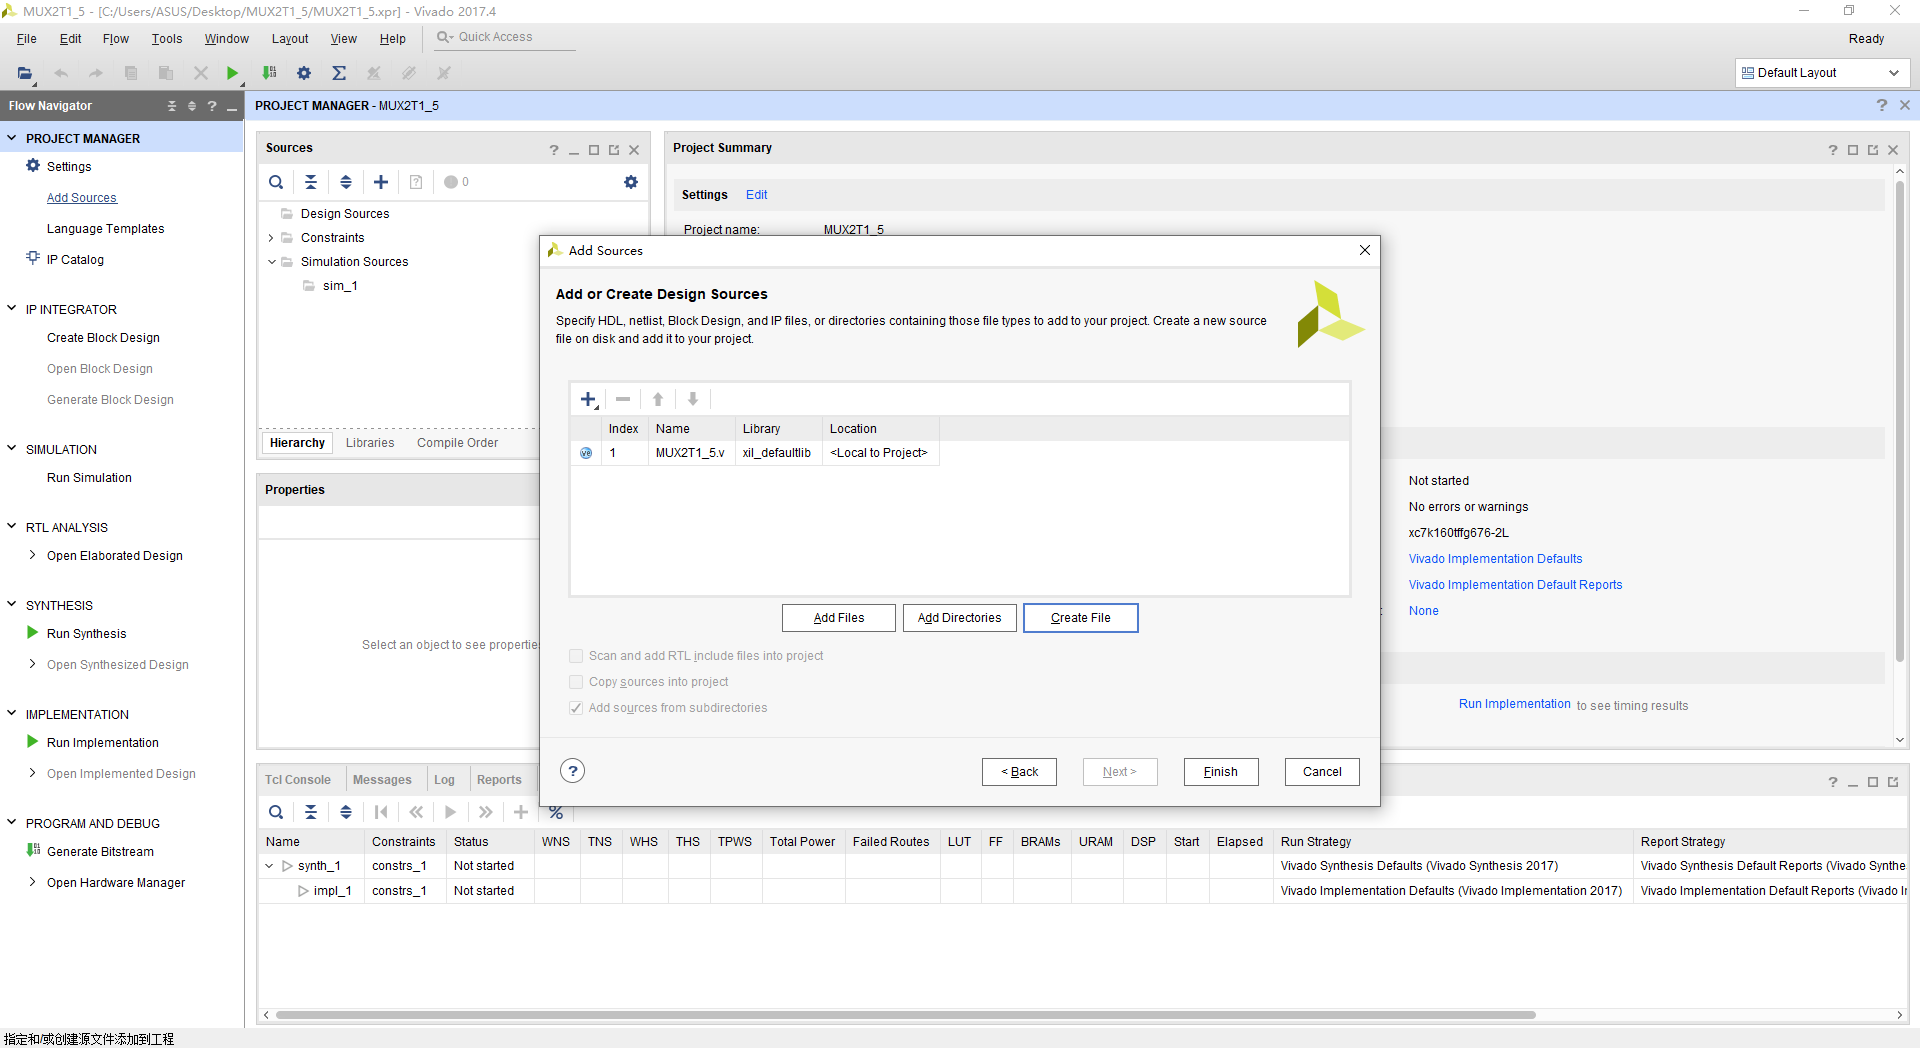 MUX2T1_5 - [C:/Users/ASUS/Desktop/MUX2T1_5/MUX2T1_5.xpr] - Vivado 2017.4
File Edit Flow Tools Window Layout View Help Quick Access Ready
Default Layout
Flow Navigator
PROJECT MANAGER
Settings
Add Sources
Language Templates
IP Catalog
IP INTEGRATOR
Create Block Design
Open Block Design
Generate Block Design
SIMULATION
Run Simulation
RTL ANALYSIS
Open Elaborated Design
SYNTHESIS
Run Synthesis
Open Synthesized Design
IMPLEMENTATION
Run Implementation
Open Implemented Design
PROGRAM AND DEBUG
Generate Bitstream
Open Hardware Manager
PROJECT MANAGER - MUX2T1_5
Sources
0
Design Sources
Constraints
Simulation Sources
sim_1
Hierarchy Libraries Compile Order
Properties
Select an object to see propertie
Project Summary
Settings Edit
Project name: MUX2T1_5
Not started
No errors or warnings
xc7k160tffg676-2L
Vivado Implementation Defaults
Vivado Implementation Default Reports
None
Run Implementation to see timing results
Add Sources
Add or Create Design Sources
Specify HDL, netlist, Block Design, and IP files, or directories containing those file types to add to your project. Create a new source
file on disk and add it to your project.
Index Name Library Location
1 MUX2T1_5.v xil_defaultlib <Local to Project>
Add Files Add Directories Create File
Scan and add RTL include files into project
Copy sources into project
Add sources from subdirectories
? < Back Next > Finish Cancel
Tcl Console Messages Log Reports
Name Constraints Status WNS TNS WHS THS TPWS Total Power Failed Routes LUT FF BRAMs URAM DSP Start Elapsed Run Strategy Report Strategy
synth_1 constrs_1 Not started Vivado Synthesis Defaults (Vivado Synthesis 2017) Vivado Synthesis Default Reports (Vivado Synthe
impl_1 constrs_1 Not started Vivado Implementation Defaults (Vivado Implementation 2017) Vivado Implementation Default Reports (Vivado I
指定和/或创建源文件添加到工程